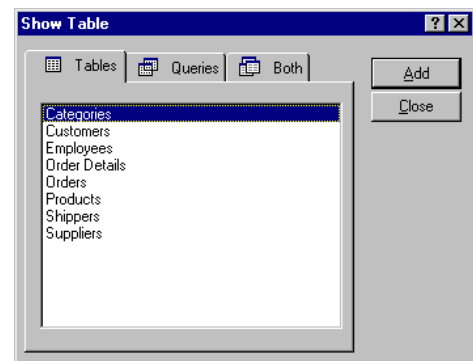 Show Table
Tables Queries Both
Add
Close
Categories
Customers
Employees
Order Details
Orders
Products
Shippers
Suppliers